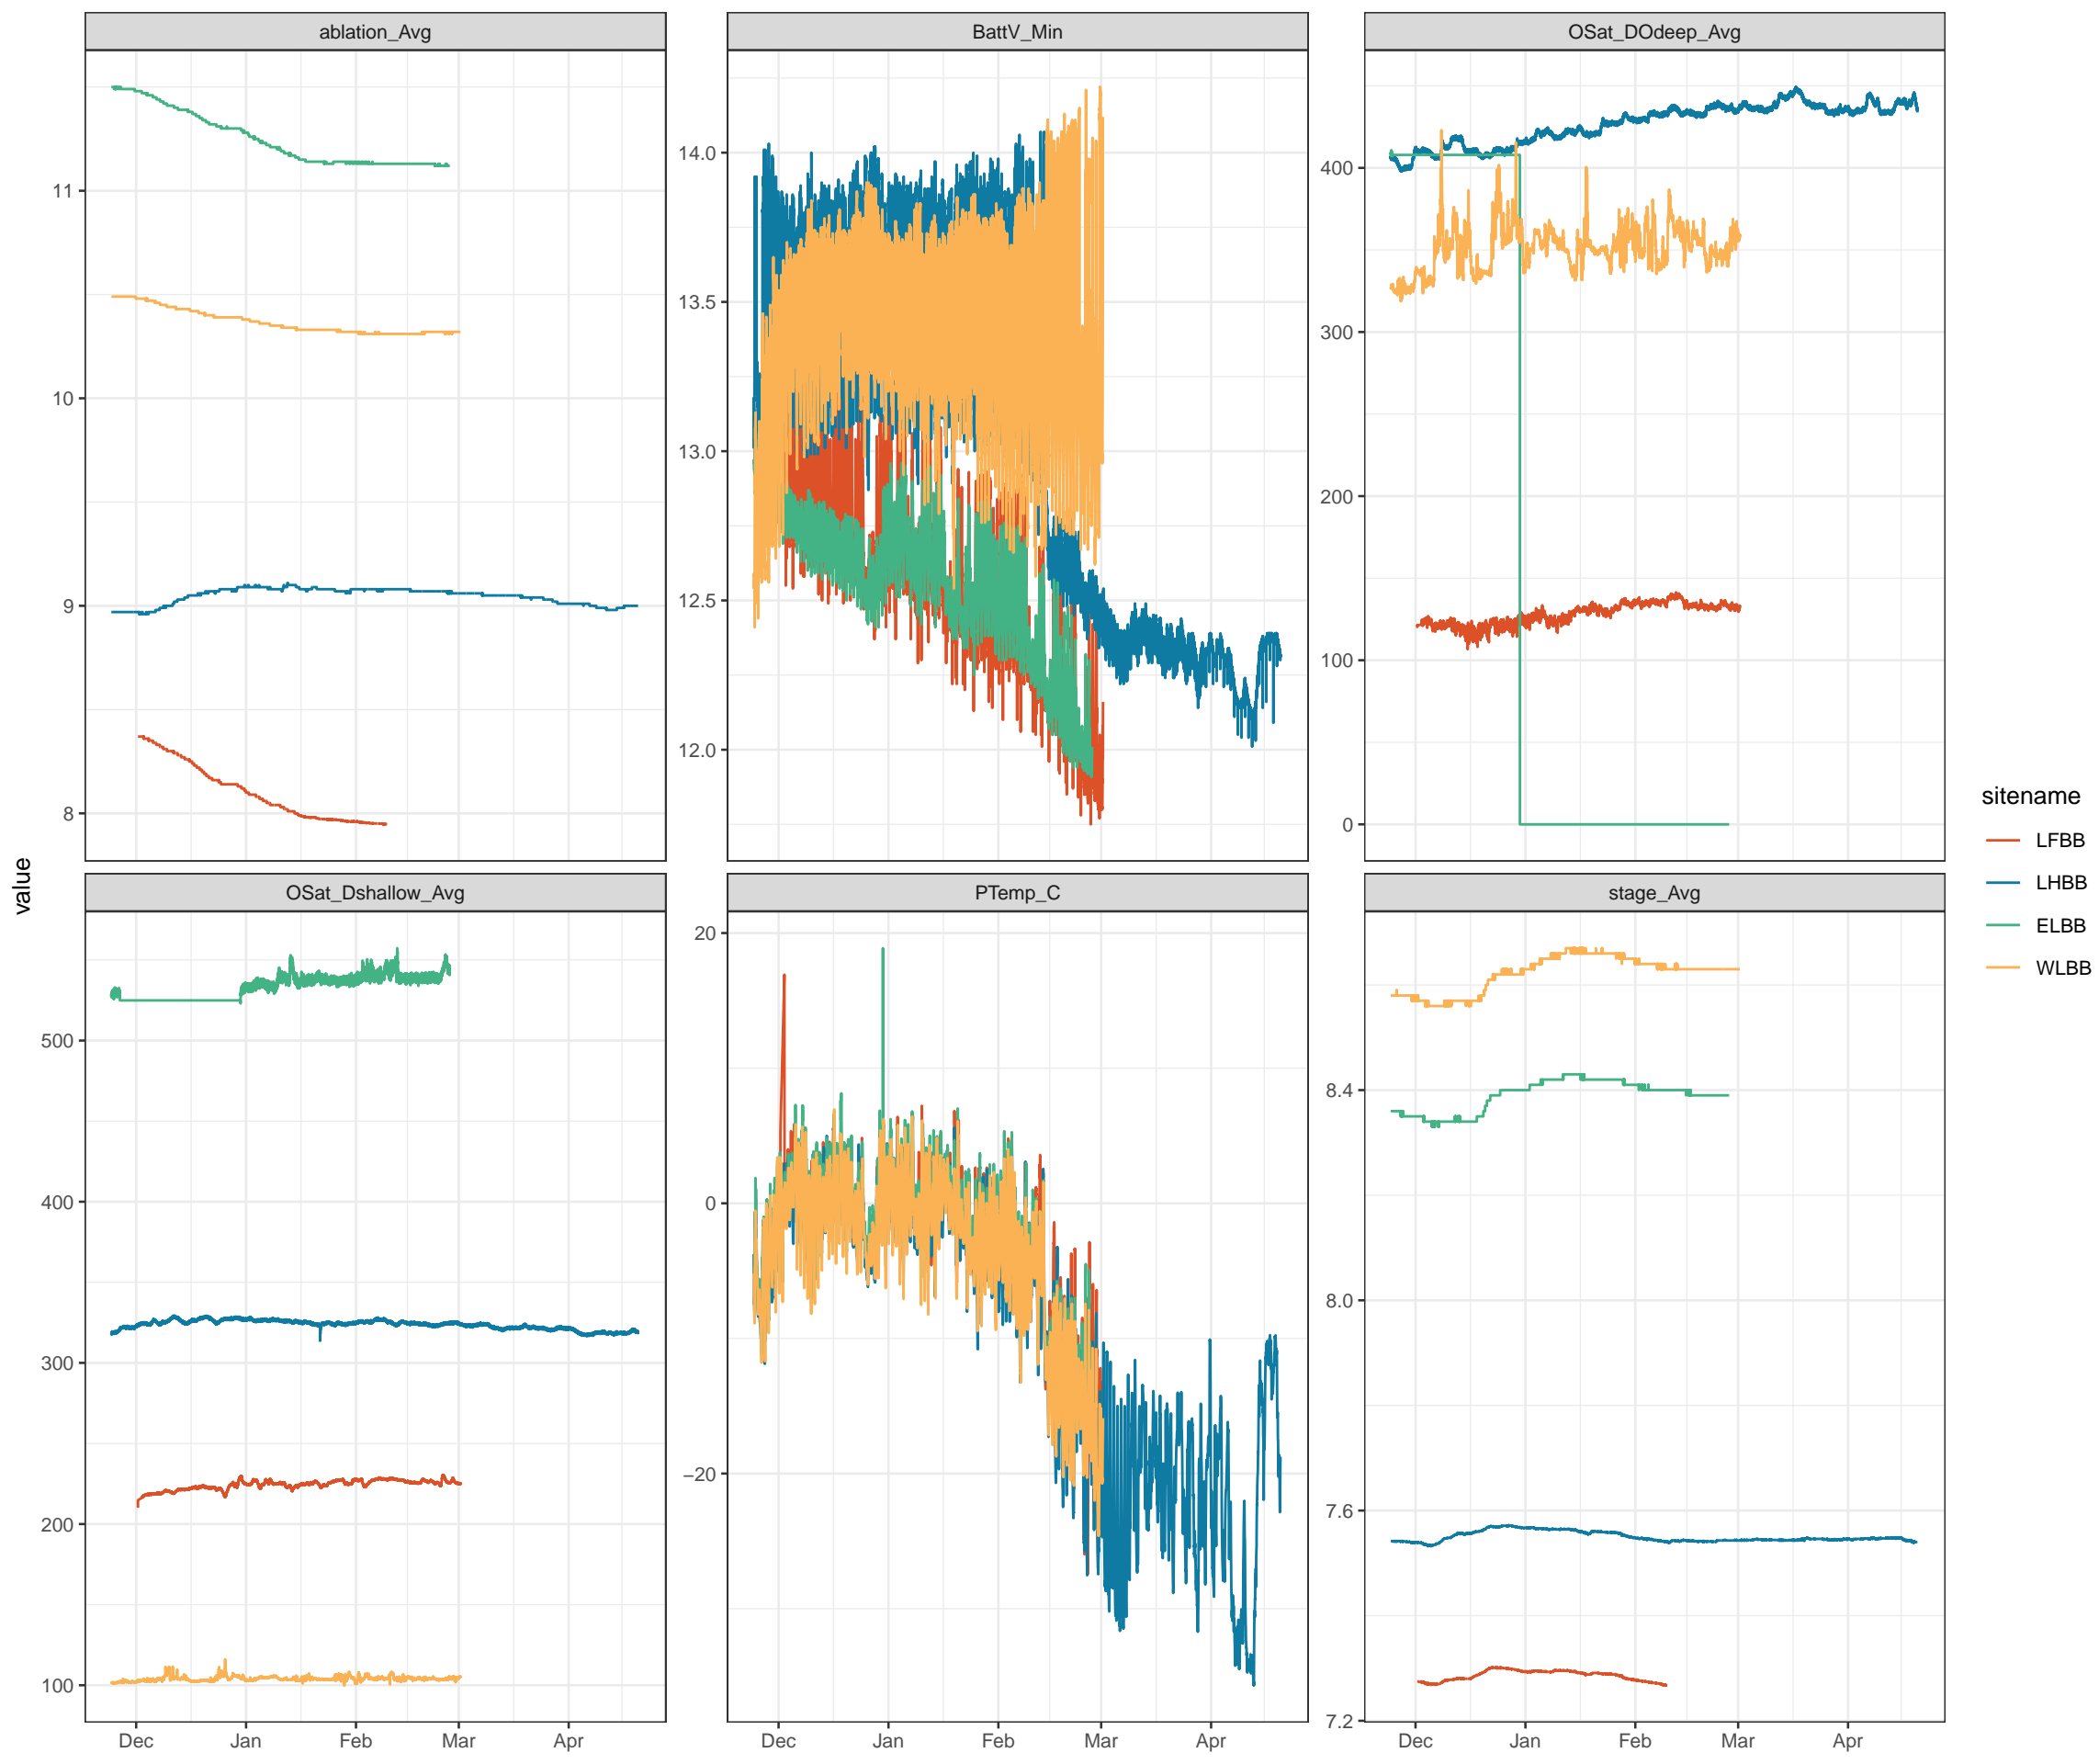 ablation_Avg
BattV_Min
OSat_DOdeep_Avg
11
10
9
8
14.0
13.5
13.0
12.5
12.0
400
300
200
100
0
value
OSat_Dshallow_Avg
PTemp_C
stage_Avg
500
400
300
200
100
20
0
−20
8.4
8.0
7.6
7.2
Dec Jan Feb Mar Apr
Dec Jan Feb Mar Apr
Dec Jan Feb Mar Apr
sitename
LFBB
LHBB
ELBB
WLBB